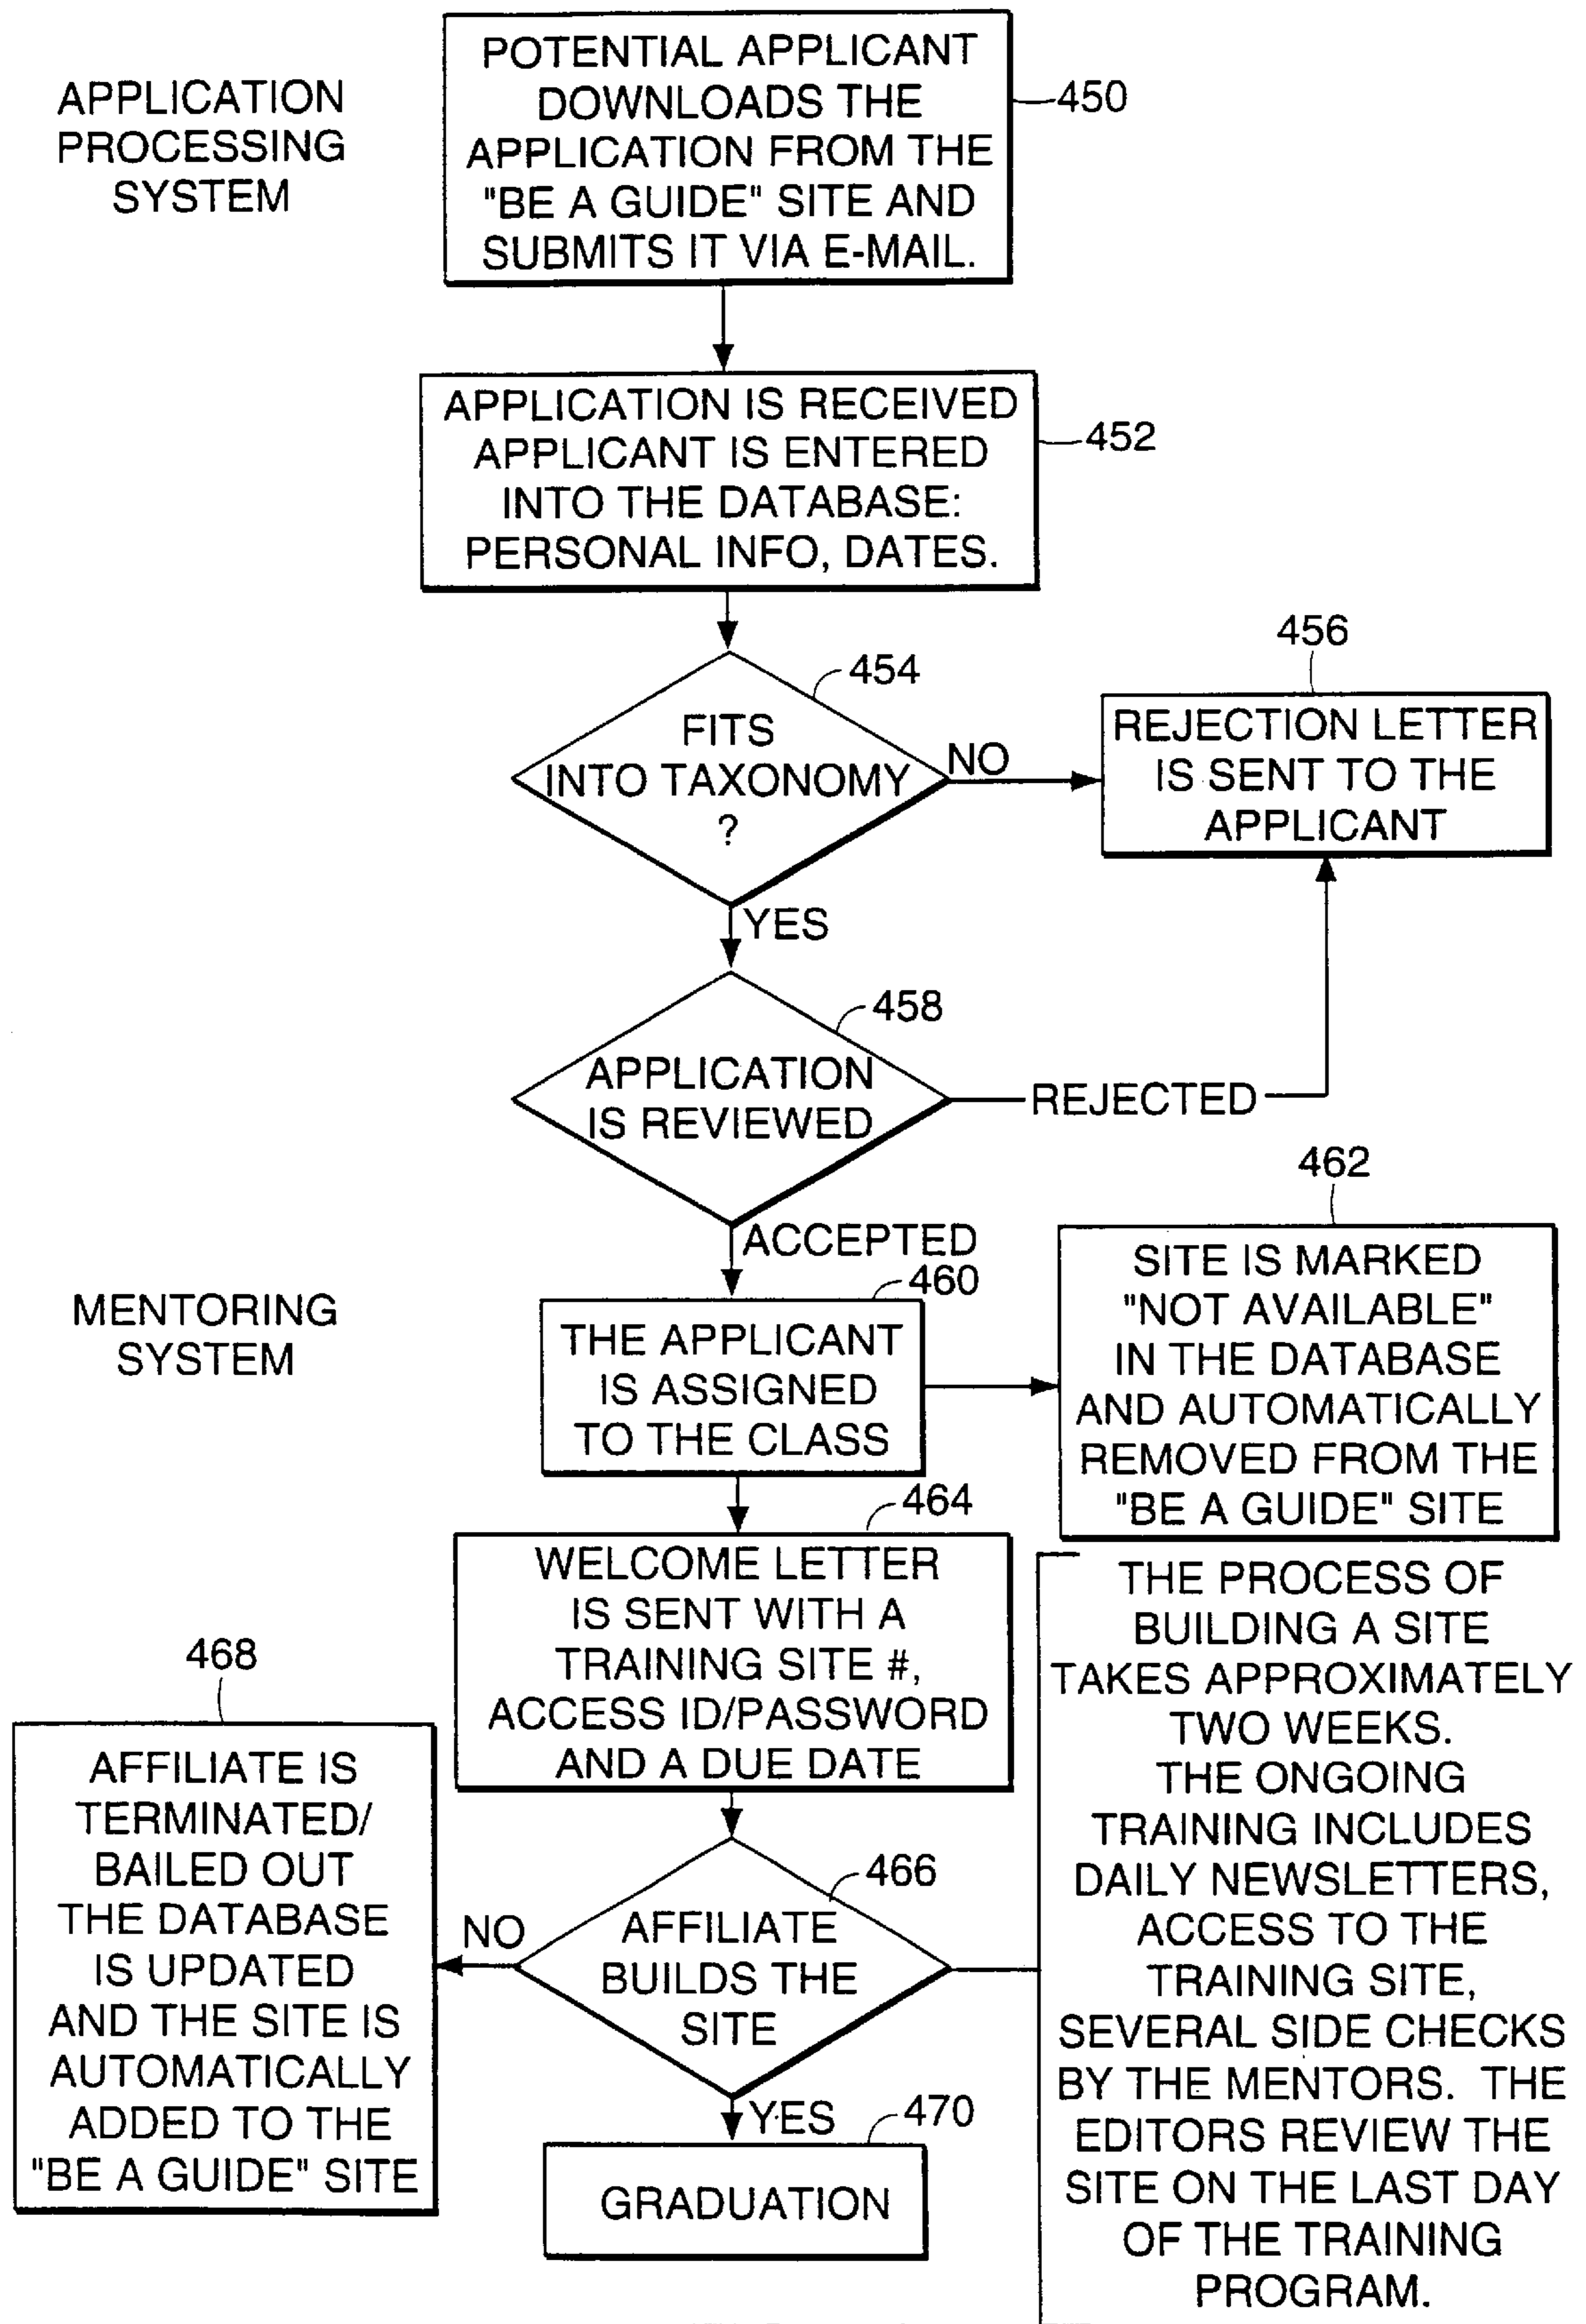 APPLICATION
PROCESSING
SYSTEM
POTENTIAL APPLICANT
DOWNLOADS THE
APPLICATION FROM THE
"BE A GUIDE" SITE AND
SUBMITS IT VIA E-MAIL.
450
APPLICATION IS RECEIVED
APPLICANT IS ENTERED
INTO THE DATABASE:
PERSONAL INFO, DATES.
452
454
FITS
INTO TAXONOMY
?
NO
YES
456
REJECTION LETTER
IS SENT TO THE
APPLICANT
458
APPLICATION
IS REVIEWED
REJECTED
ACCEPTED
MENTORING
SYSTEM
460
THE APPLICANT
IS ASSIGNED
TO THE CLASS
462
SITE IS MARKED
"NOT AVAILABLE"
IN THE DATABASE
AND AUTOMATICALLY
REMOVED FROM THE
"BE A GUIDE" SITE
464
WELCOME LETTER
IS SENT WITH A
TRAINING SITE #,
ACCESS ID/PASSWORD
AND A DUE DATE
466
AFFILIATE
BUILDS THE
SITE
NO
YES
468
AFFILIATE IS
TERMINATED/
BAILED OUT
THE DATABASE
IS UPDATED
AND THE SITE IS
AUTOMATICALLY
ADDED TO THE
"BE A GUIDE" SITE
470
GRADUATION
THE PROCESS OF
BUILDING A SITE
TAKES APPROXIMATELY
TWO WEEKS.
THE ONGOING
TRAINING INCLUDES
DAILY NEWSLETTERS,
ACCESS TO THE
TRAINING SITE,
SEVERAL SIDE CHECKS
BY THE MENTORS. THE
EDITORS REVIEW THE
SITE ON THE LAST DAY
OF THE TRAINING
PROGRAM.